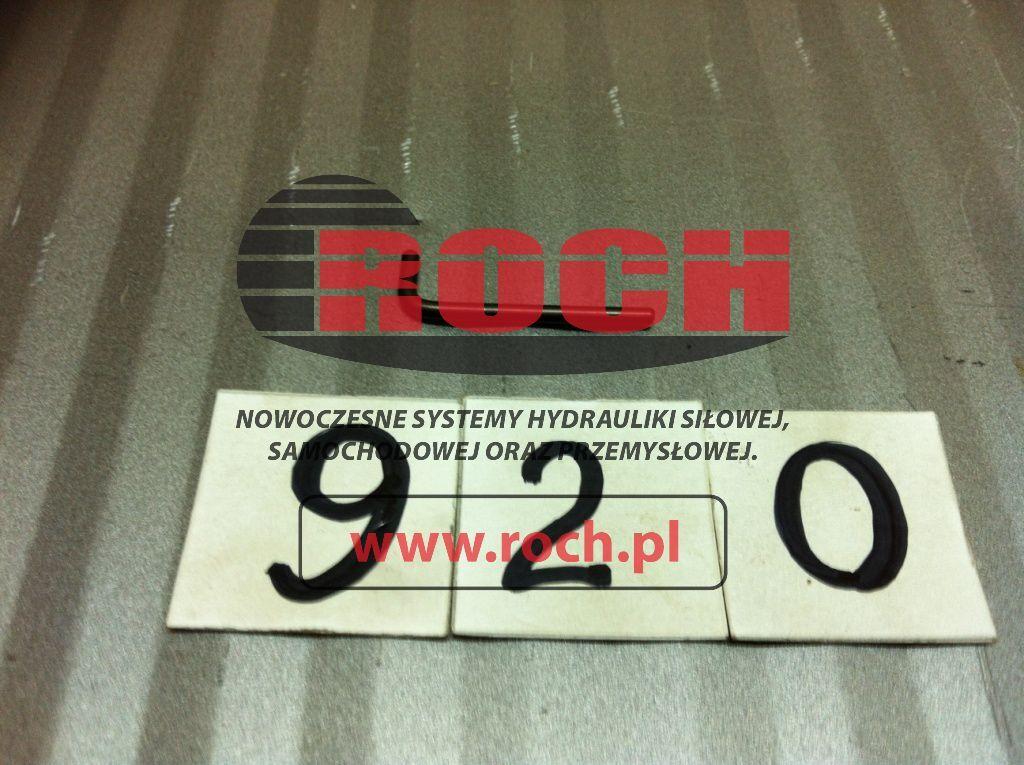 ROCH
NOWOCZESNE SYSTEMY HYDRAULIKI SIŁOWEJ,
SAMOCHODOWEJ ORAZ PRZEMYSŁOWEJ.
www.roch.pl
920